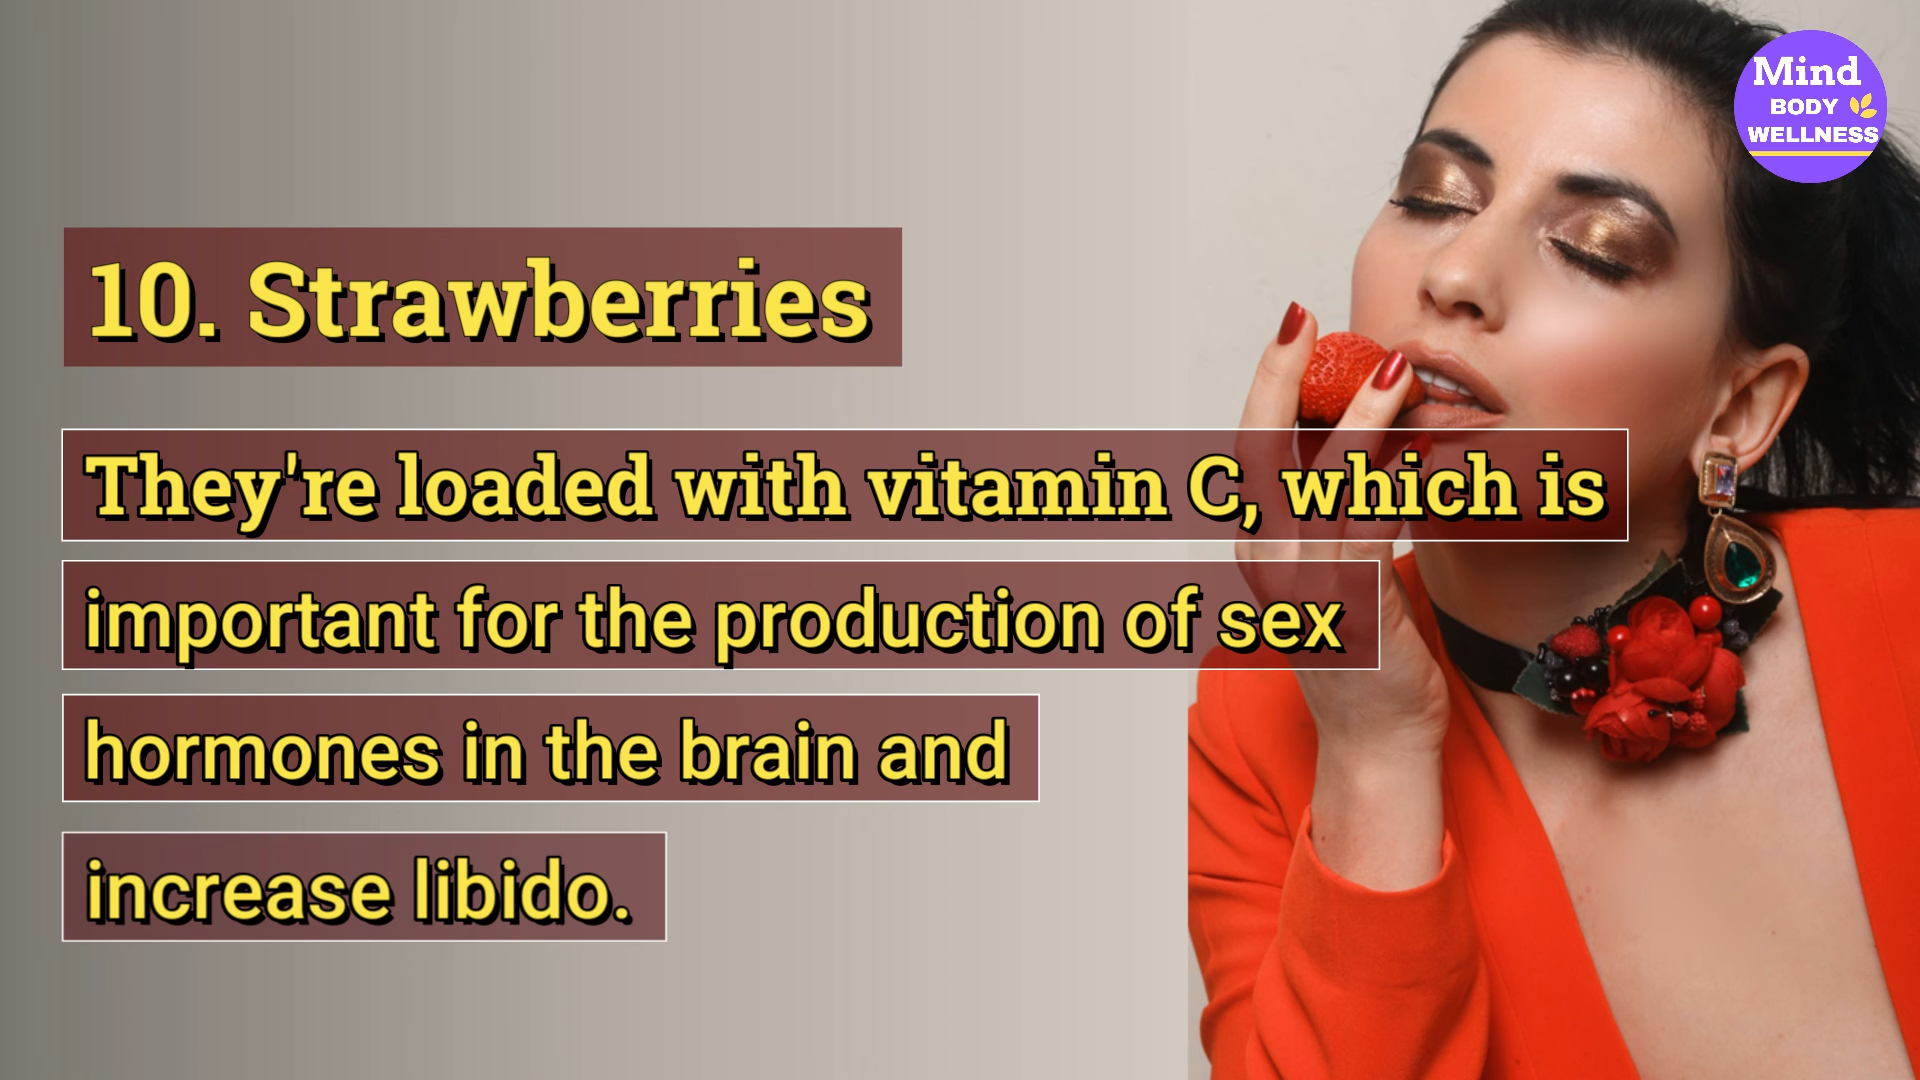 Mind
BODY
WELLNESS
10. Strawberries
They're loaded with vitamin C, which is
important for the production of sex
hormones in the brain and
increase libido.